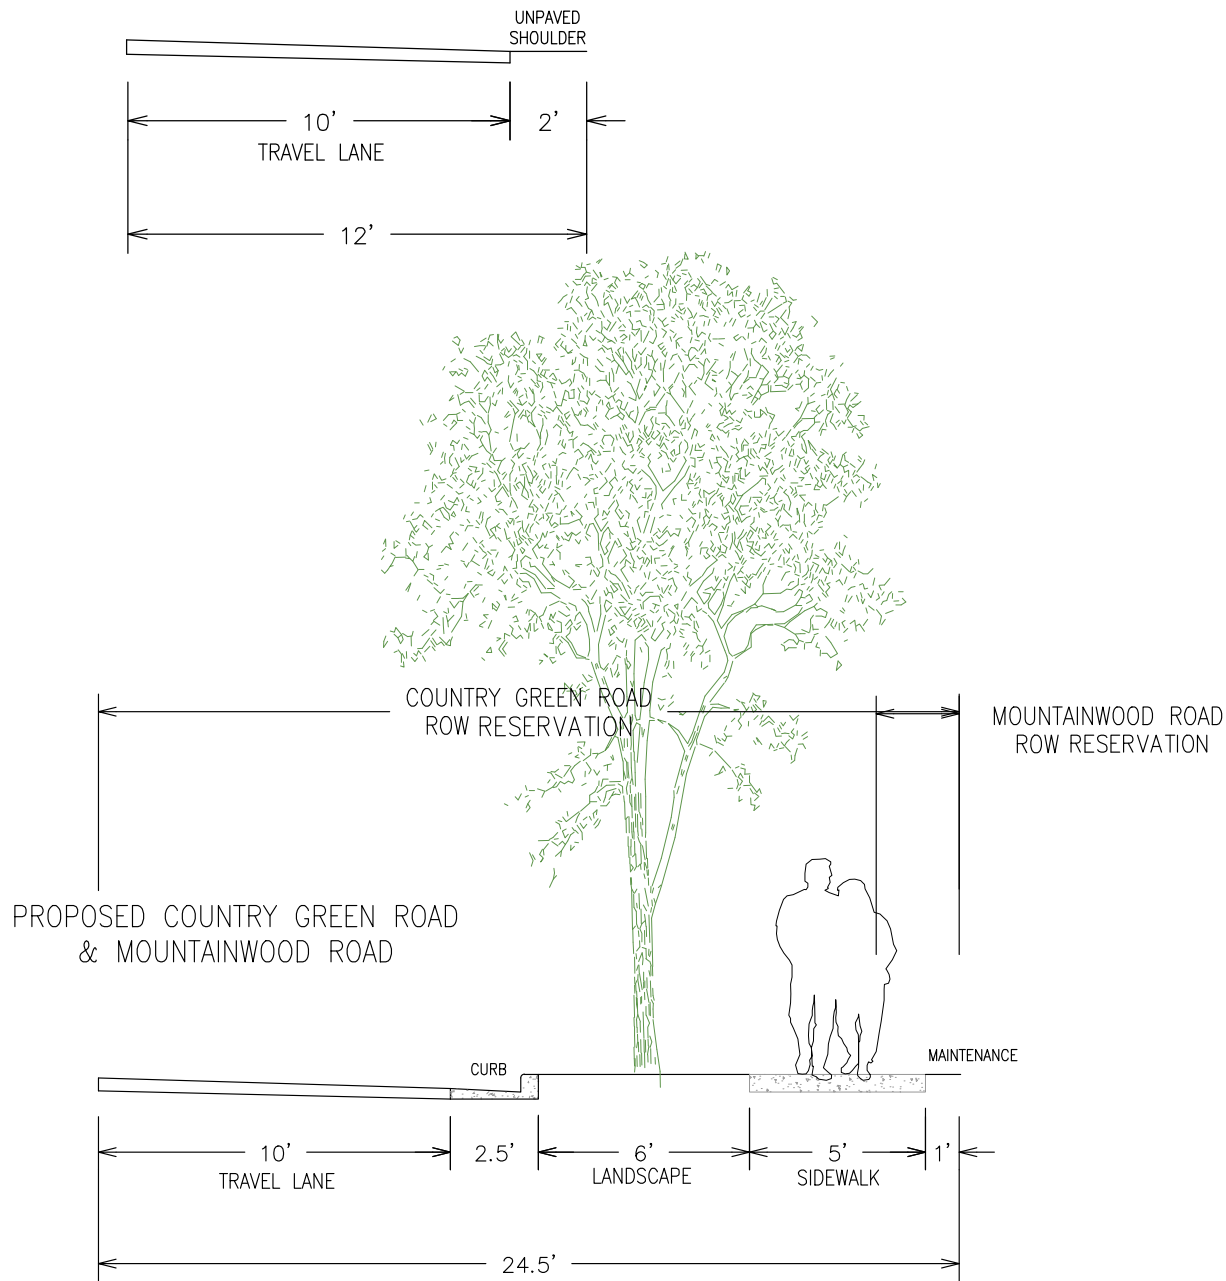 UNPAVED
SHOULDER
10' 2'
TRAVEL LANE
12'
COUNTRY GREEN ROAD
ROW RESERVATION
MOUNTAINWOOD ROAD
ROW RESERVATION
PROPOSED COUNTRY GREEN ROAD
& MOUNTAINWOOD ROAD
CURB
MAINTENANCE
10' 2.5' 6' 5' 1'
TRAVEL LANE
LANDSCAPE
SIDEWALK
24.5'